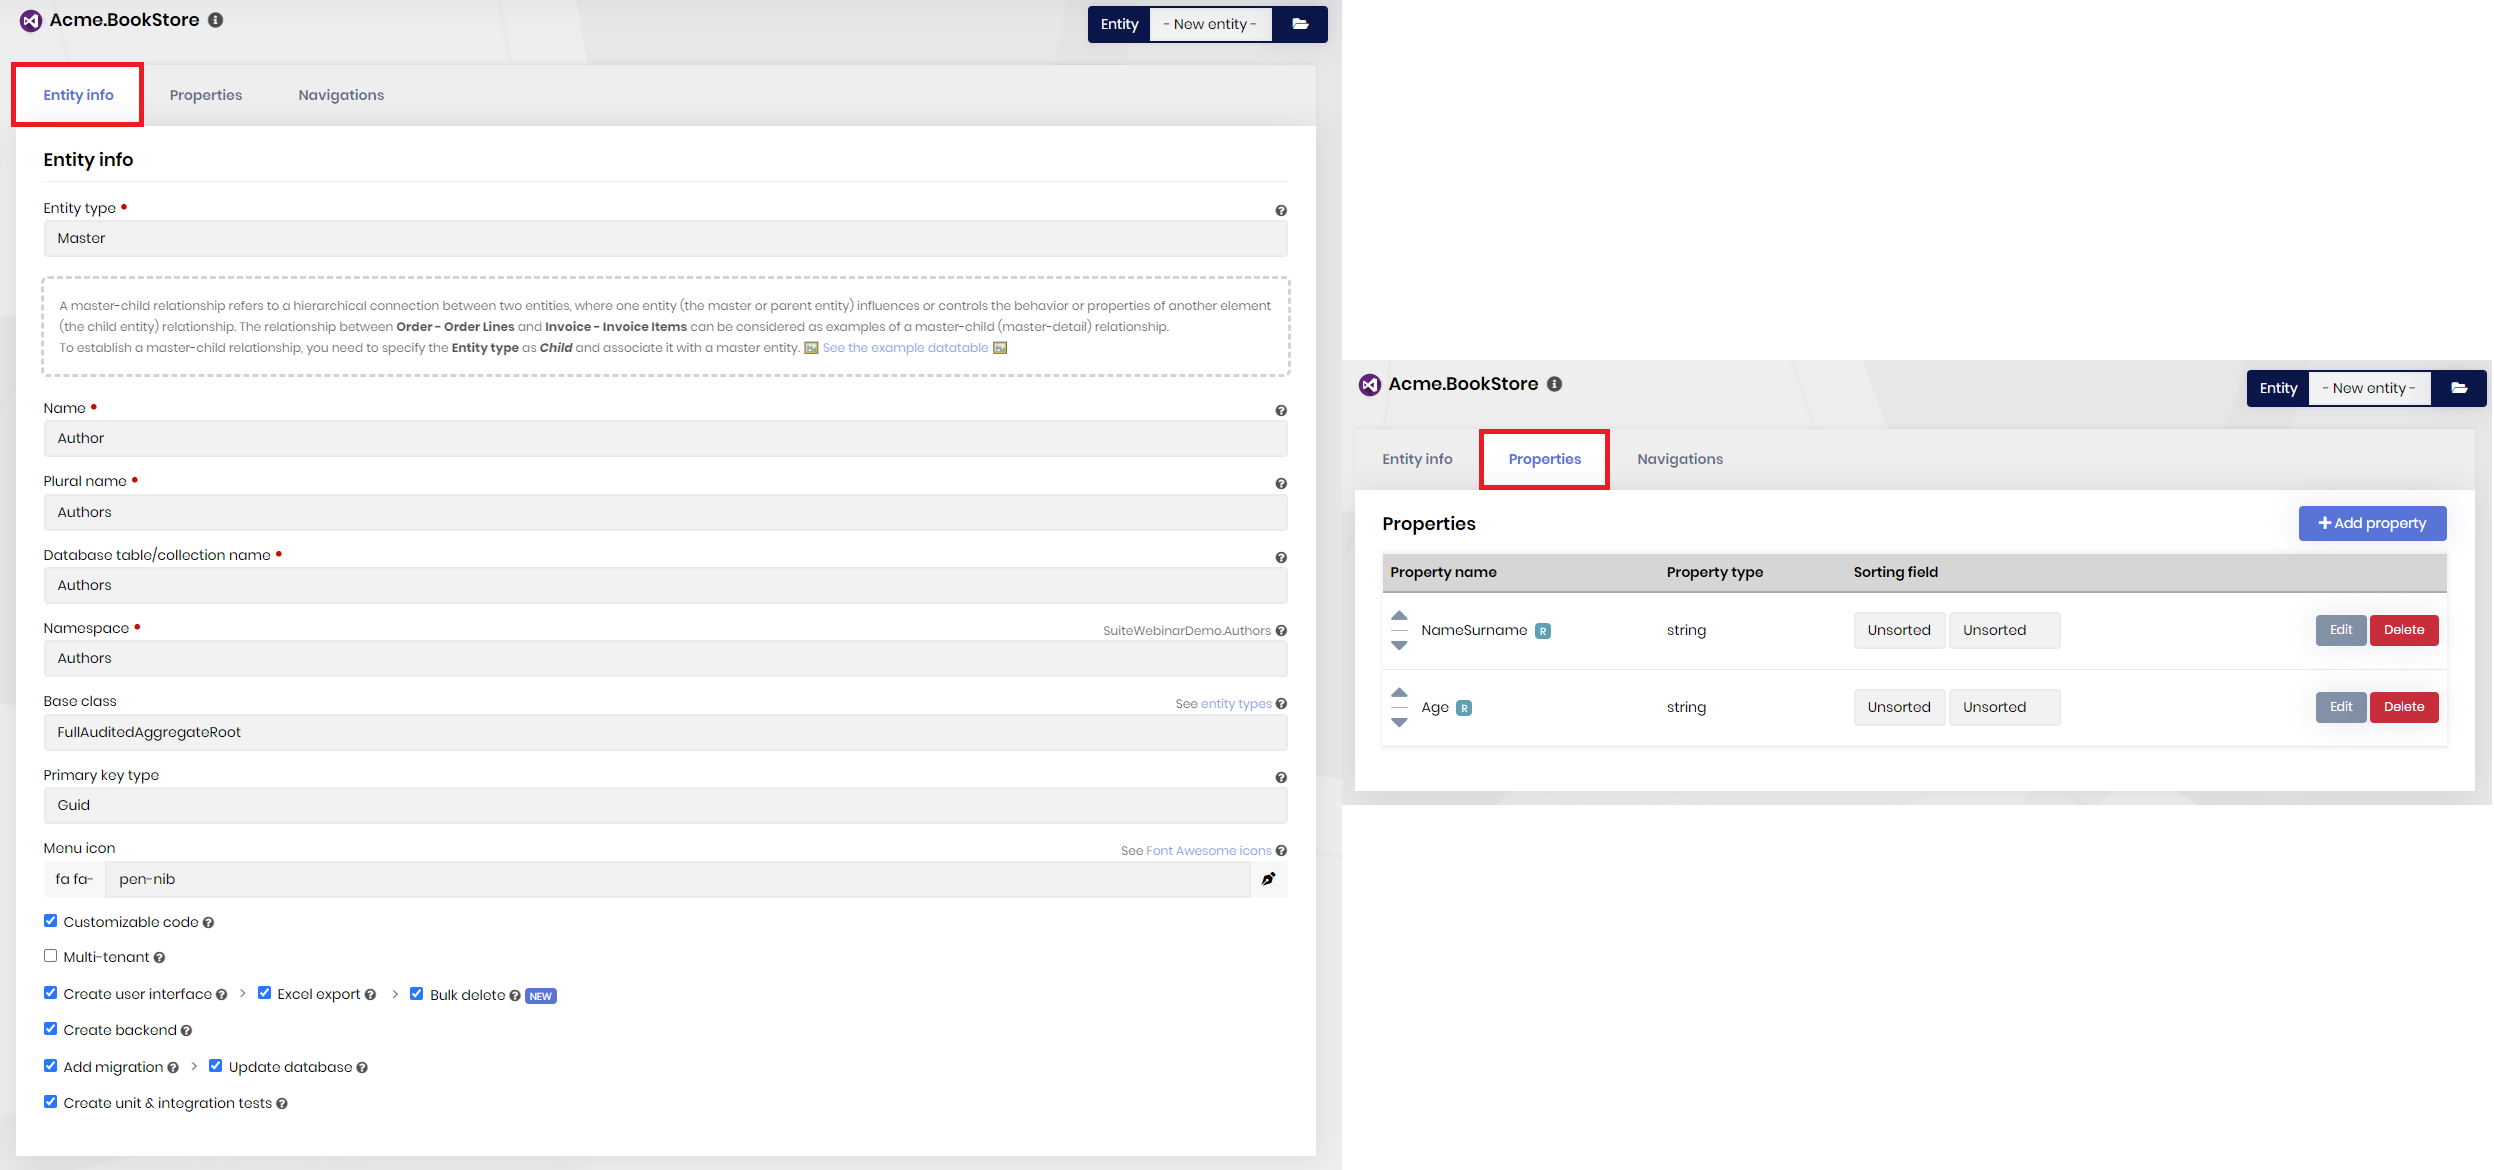 Acme.BookStore
Entity - New entity -
Entity info Properties Navigations
Entity info
Entity type
Master
A master-child relationship refers to a hierarchical connection between two entities, where one entity (the master or parent entity) influences or controls the behavior or properties of another element
(the child entity) relationship. The relationship between Order - Order Lines and Invoice - Invoice Items can be considered as examples of a master-child (master-detail) relationship.
To establish a master-child relationship, you need to specify the Entity type as Child and associate it with a master entity. See the example datatable
Name
Author
Plural name
Authors
Database table/collection name
Authors
Namespace SuiteWebinarDemo.Authors
Authors
Base class See entity types
FullAuditedAggregateRoot
Primary key type
Guid
Menu icon See Font Awesome icons
fa fa- pen-nib
Customizable code
Multi-tenant
Create user interface > Excel export > Bulk delete NEW
Create backend
Add migration > Update database
Create unit & integration tests
Acme.BookStore
Entity - New entity -
Entity info Properties Navigations
Properties
+ Add property
Property name Property type Sorting field
NameSurname R string Unsorted Unsorted Edit Delete
Age R string Unsorted Unsorted Edit Delete